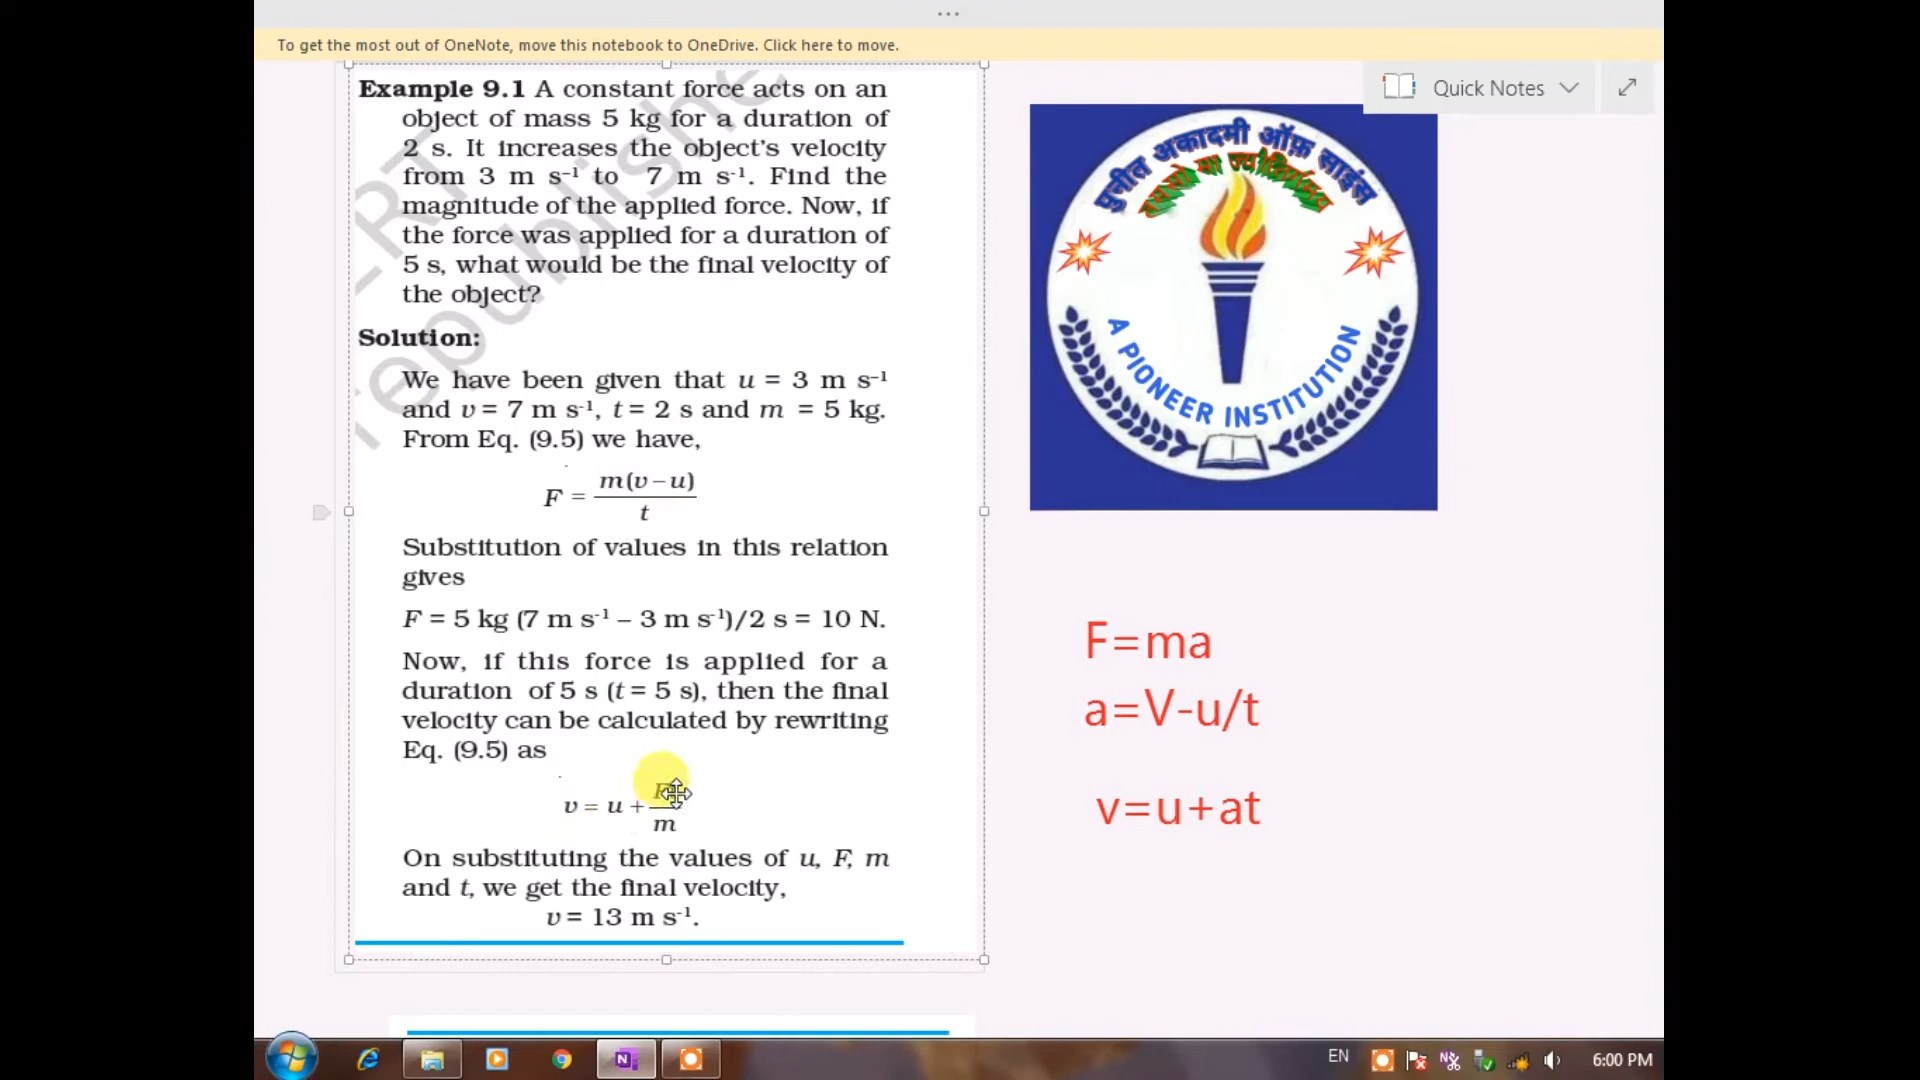 ...
To get the most out of OneNote, move this notebook to OneDrive. Click here to move.
Quick Notes
Example 9.1 A constant force acts on an
object of mass 5 kg for a duration of
2 s. It increases the object's velocity
from 3 m s⁻¹ to 7 m s⁻¹. Find the
magnitude of the applied force. Now, if
the force was applied for a duration of
5 s, what would be the final velocity of
the object?
Solution:
We have been given that u = 3 m s⁻¹
and v = 7 m s⁻¹, t = 2 s and m = 5 kg.
From Eq. (9.5) we have,
F = m(v – u)
t
Substitution of values in this relation
gives
F = 5 kg (7 m s⁻¹ – 3 m s⁻¹)/2 s = 10 N.
Now, if this force is applied for a
duration of 5 s (t = 5 s), then the final
velocity can be calculated by rewriting
Eq. (9.5) as
v = u +
m
On substituting the values of u, F, m
and t, we get the final velocity,
v = 13 m s⁻¹.
republishe
पुनीत अकादमी ऑफ़ साइंस
A PIONEER INSTITUTION
F=ma
a=V-u/t
v=u+at
EN
6:00 PM